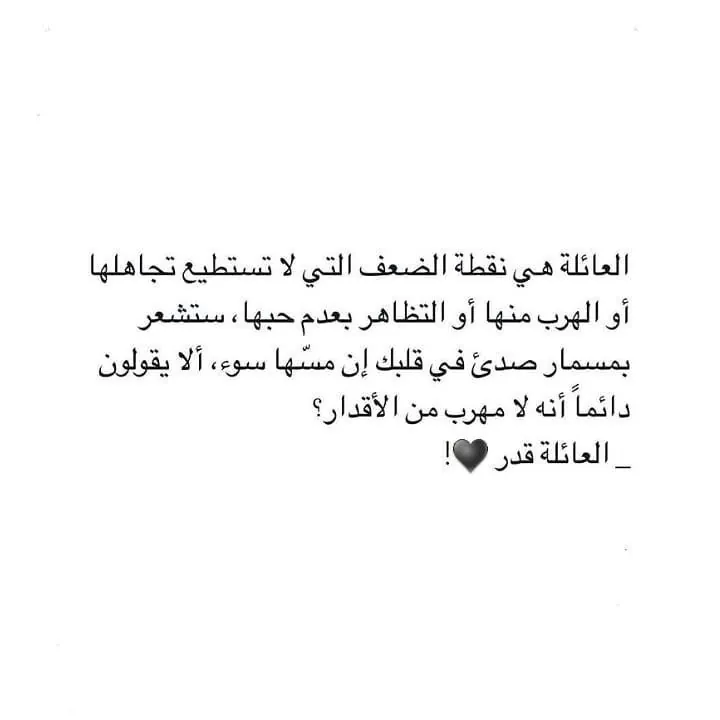 العائلة هي نقطة الضعف التي لا تستطيع تجاهلها
أو الهرب منها أو التظاهر بعدم حبها، ستشعر
بمسمار صدئ في قلبك إن مسّها سوء، ألا يقولون
دائماً أنه لا مهرب من الأقدار؟
_ العائلة قدر 🖤!